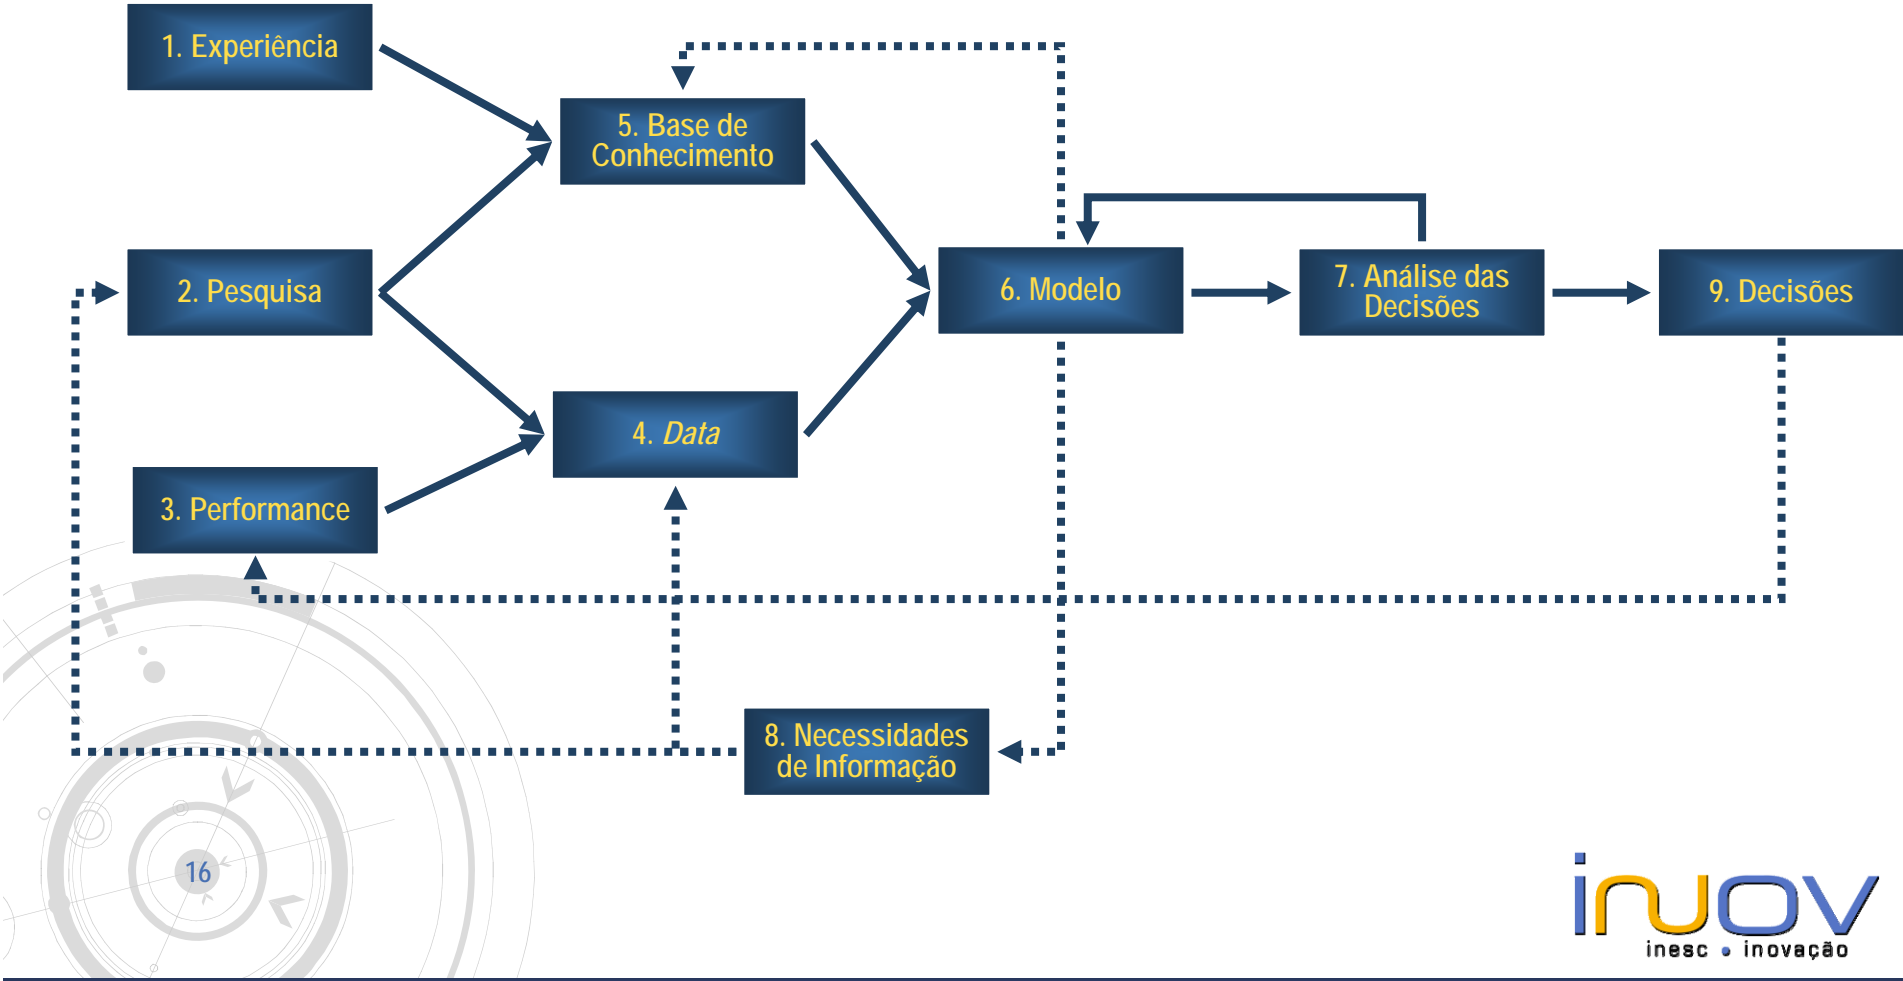 1. Experiência
5. Base de
Conhecimento
2. Pesquisa
6. Modelo
7. Análise das
Decisões
9. Decisões
4. Data
3. Performance
8. Necessidades
de Informação
16
inov
inesc • inovação